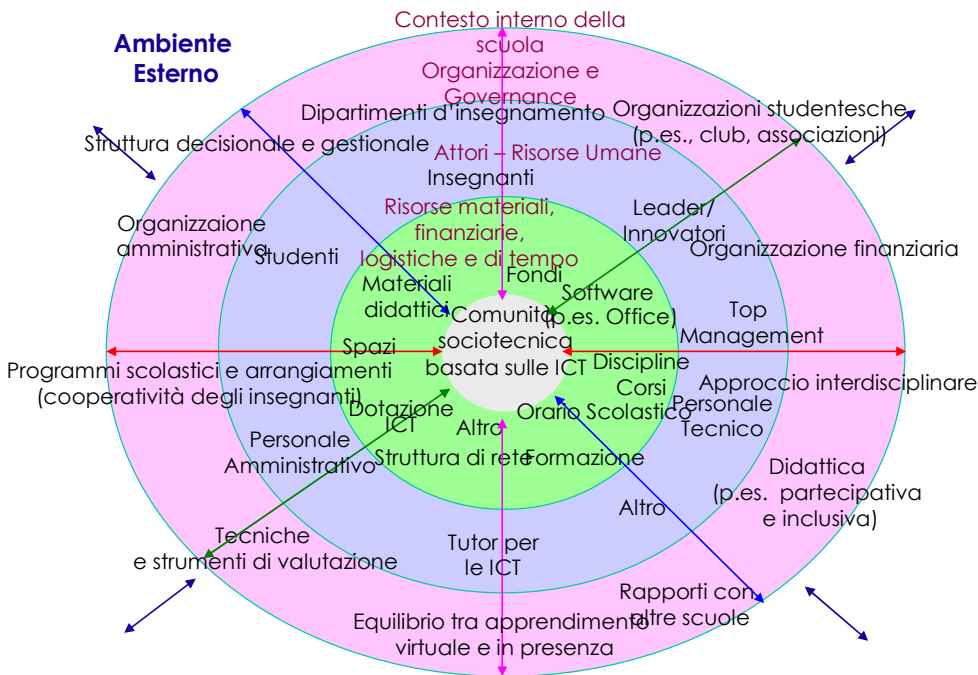 Contesto interno della
scuola
Organizzazione e
Governance
Ambiente
Esterno
Dipartimenti d'insegnamento
Organizzazioni studentesche
(p.es., club, associazioni)
Struttura decisionale e gestionale
Attori – Risorse Umane
Insegnanti
Risorse materiali,
finanziarie,
logistiche e di tempo
Leader/
Innovatori
Organizzaione
amministrativa
Studenti
Organizzazione finanziaria
Fondi
Materiali
didattici
Software
(p.es. Office)
Comunità
sociotecnica
basata sulle ICT
Top
Management
Spazi
Discipline
Corsi
Programmi scolastici e arrangiamenti
(cooperatività degli insegnanti)
Approccio interdisciplinare
Dotazione
ICT
Altro
Orario Scolastico
Personale
Tecnico
Personale
Amministrativo
Struttura di rete
Formazione
Didattica
(p.es. partecipativa
e inclusiva)
Altro
Tecniche
e strumenti di valutazione
Tutor per
le ICT
Rapporti con
altre scuole
Equilibrio tra apprendimento
virtuale e in presenza